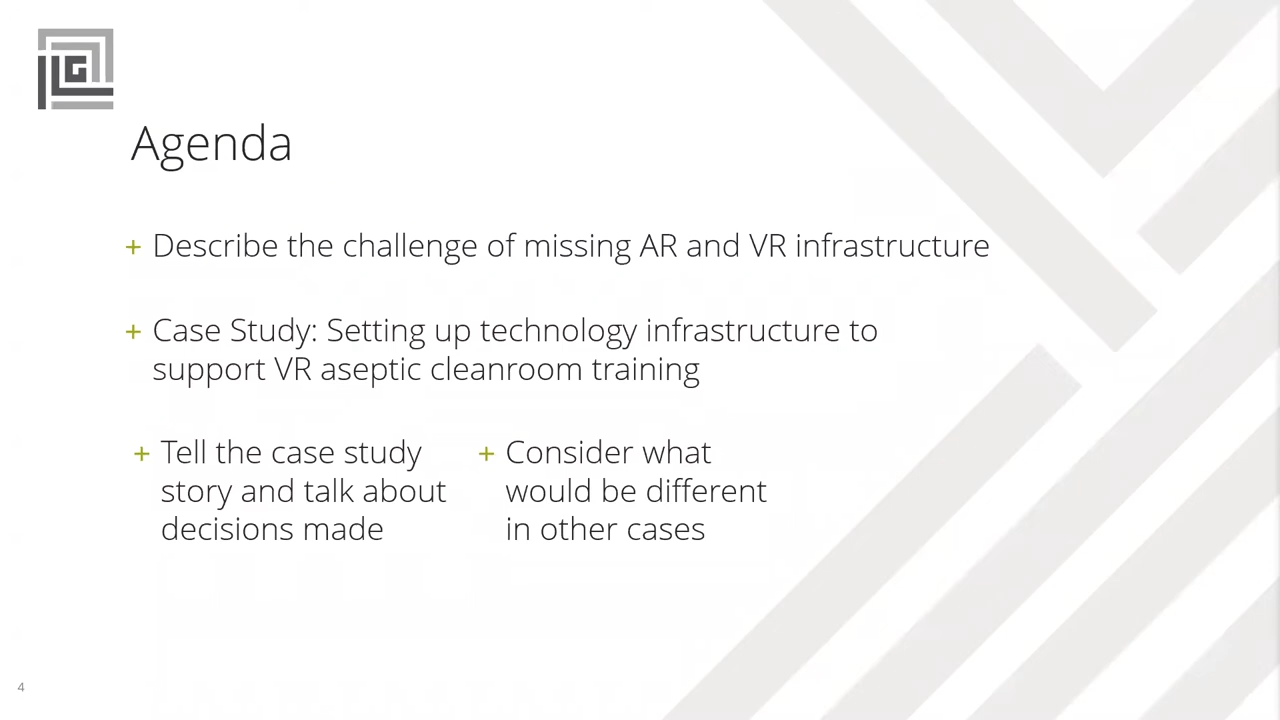 Agenda
+ Describe the challenge of missing AR and VR infrastructure
+ Case Study: Setting up technology infrastructure to
support VR aseptic cleanroom training
+ Tell the case study
story and talk about
decisions made
+ Consider what
would be different
in other cases
4